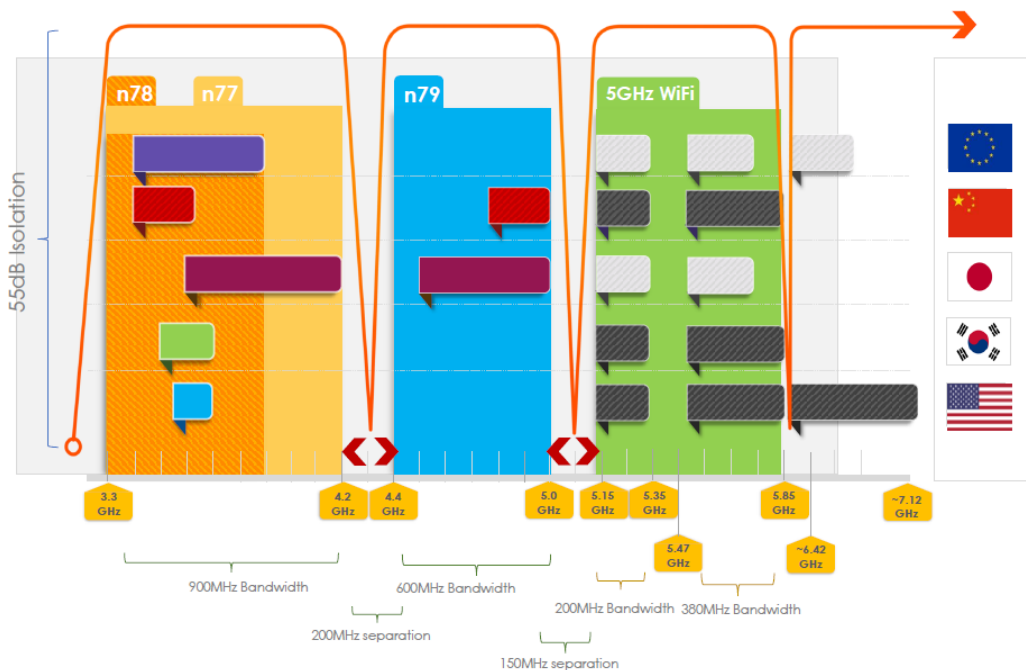 n78
n77
n79
5GHz WiFi
55dB Isolation
3.3
GHz
4.2
GHz
4.4
GHz
5.0
GHz
5.15
GHz
5.35
GHz
5.85
GHz
~7.12
GHz
5.47
GHz
~6.42
GHz
900MHz Bandwidth
600MHz Bandwidth
200MHz Bandwidth
380MHz Bandwidth
200MHz separation
150MHz separation